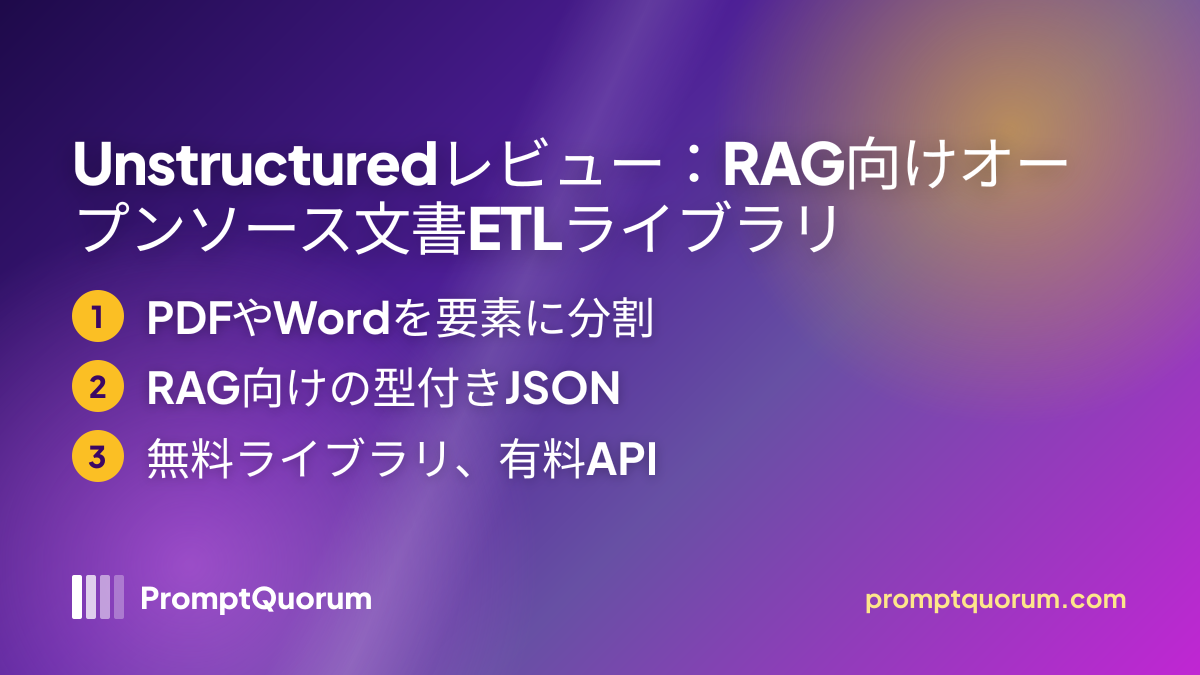 Unstructuredレビュー：RAG向けオー
プンソース文書ETLライブラリ
1 PDFやWordを要素に分割
2 RAG向けの型付きJSON
3 無料ライブラリ、有料API
PromptQuorum
promptquorum.com